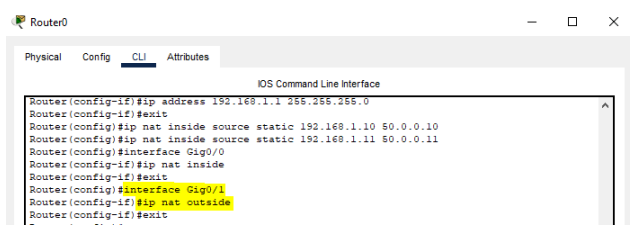 Router0
Physical Config CLI Attributes
IOS Command Line Interface
Router(config-if)#ip address 192.168.1.1 255.255.255.0
Router(config-if)#exit
Router(config)#ip nat inside source static 192.168.1.10 50.0.0.10
Router(config)#ip nat inside source static 192.168.1.11 50.0.0.11
Router(config)#interface Gig0/0
Router(config-if)#ip nat inside
Router(config-if)#exit
Router(config)#interface Gig0/1
Router(config-if)#ip nat outside
Router(config-if)#exit